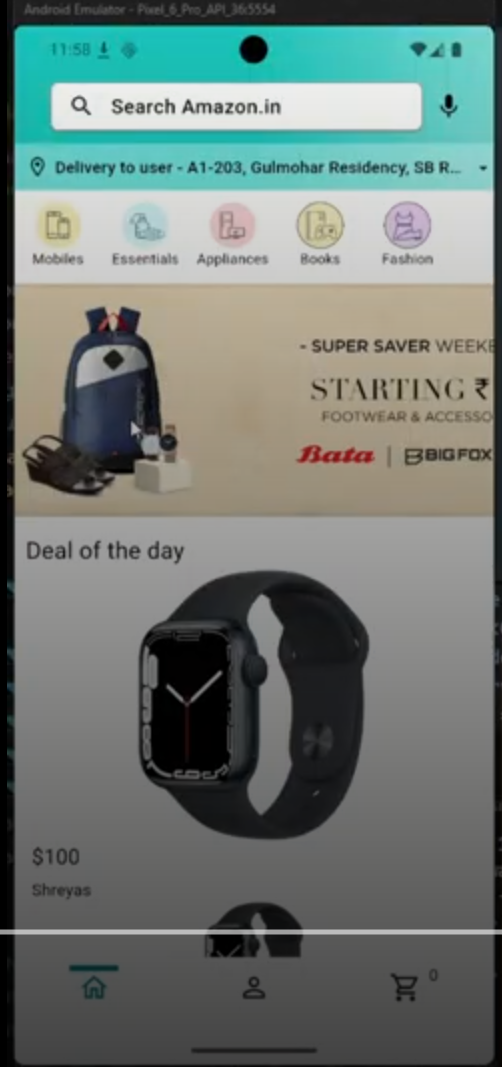 Android Emulator - Pixel_6_Pro_API_36:5554
11:58
Search Amazon.in
Delivery to user - A1-203, Gulmohar Residency, SB R...
Mobiles Essentials Appliances Books Fashion
- SUPER SAVER WEEKE
STARTING ₹
FOOTWEAR & ACCESSO
Bata | BIGFOX
Deal of the day
$100
Shreyas
0